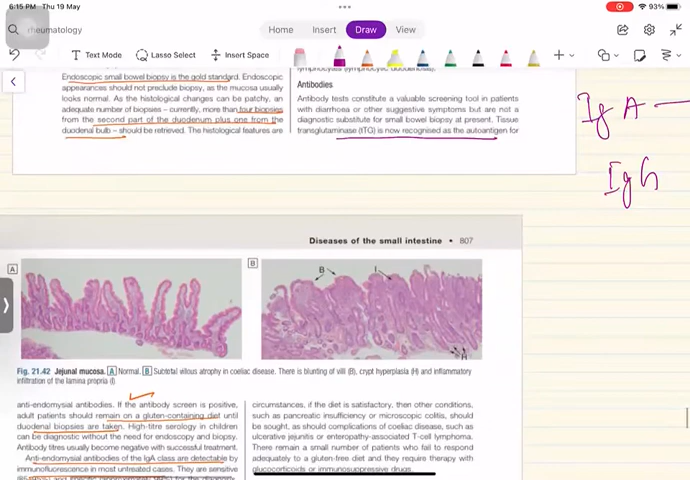 6:15 PM Thu 19 May
93%
rheumatology
Home Insert Draw View
Text Mode Lasso Select Insert Space
Endoscopic small bowel biopsy is the gold standard. Endoscopic
appearances should not preclude biopsy, as the mucosa usually
looks normal. As the histological changes can be patchy, an
adequate number of biopsies – currently, more than four biopsies
from the second part of the duodenum plus one from the
duodenal bulb – should be retrieved. The histological features are
Antibodies
Antibody tests constitute a valuable screening tool in patients
with diarrhoea or other suggestive symptoms but are not a
diagnostic substitute for small bowel biopsy at present. Tissue
transglutaminase (tTG) is now recognised as the autoantigen for
Ig A —
Ig G
Diseases of the small intestine • 807
A
B
B
I
H
Fig. 21.42 Jejunal mucosa. A Normal. B Subtotal villous atrophy in coeliac disease. There is blunting of villi (B), crypt hyperplasia (H) and inflammatory
infiltration of the lamina propria (I).
anti-endomysial antibodies. If the antibody screen is positive,
adult patients should remain on a gluten-containing diet until
duodenal biopsies are taken. High-titre serology in children
can be diagnostic without the need for endoscopy and biopsy.
Antibody titres usually become negative with successful treatment.
Anti-endomysial antibodies of the IgA class are detectable by
immunofluorescence in most untreated cases. They are sensitive
circumstances, if the diet is satisfactory, then other conditions,
such as pancreatic insufficiency or microscopic colitis, should
be sought, as should complications of coeliac disease, such as
ulcerative jejunitis or enteropathy-associated T-cell lymphoma.
There remain a small number of patients who fail to respond
adequately to a gluten-free diet and they require therapy with
glucocorticoids or immunosuppressive drugs.